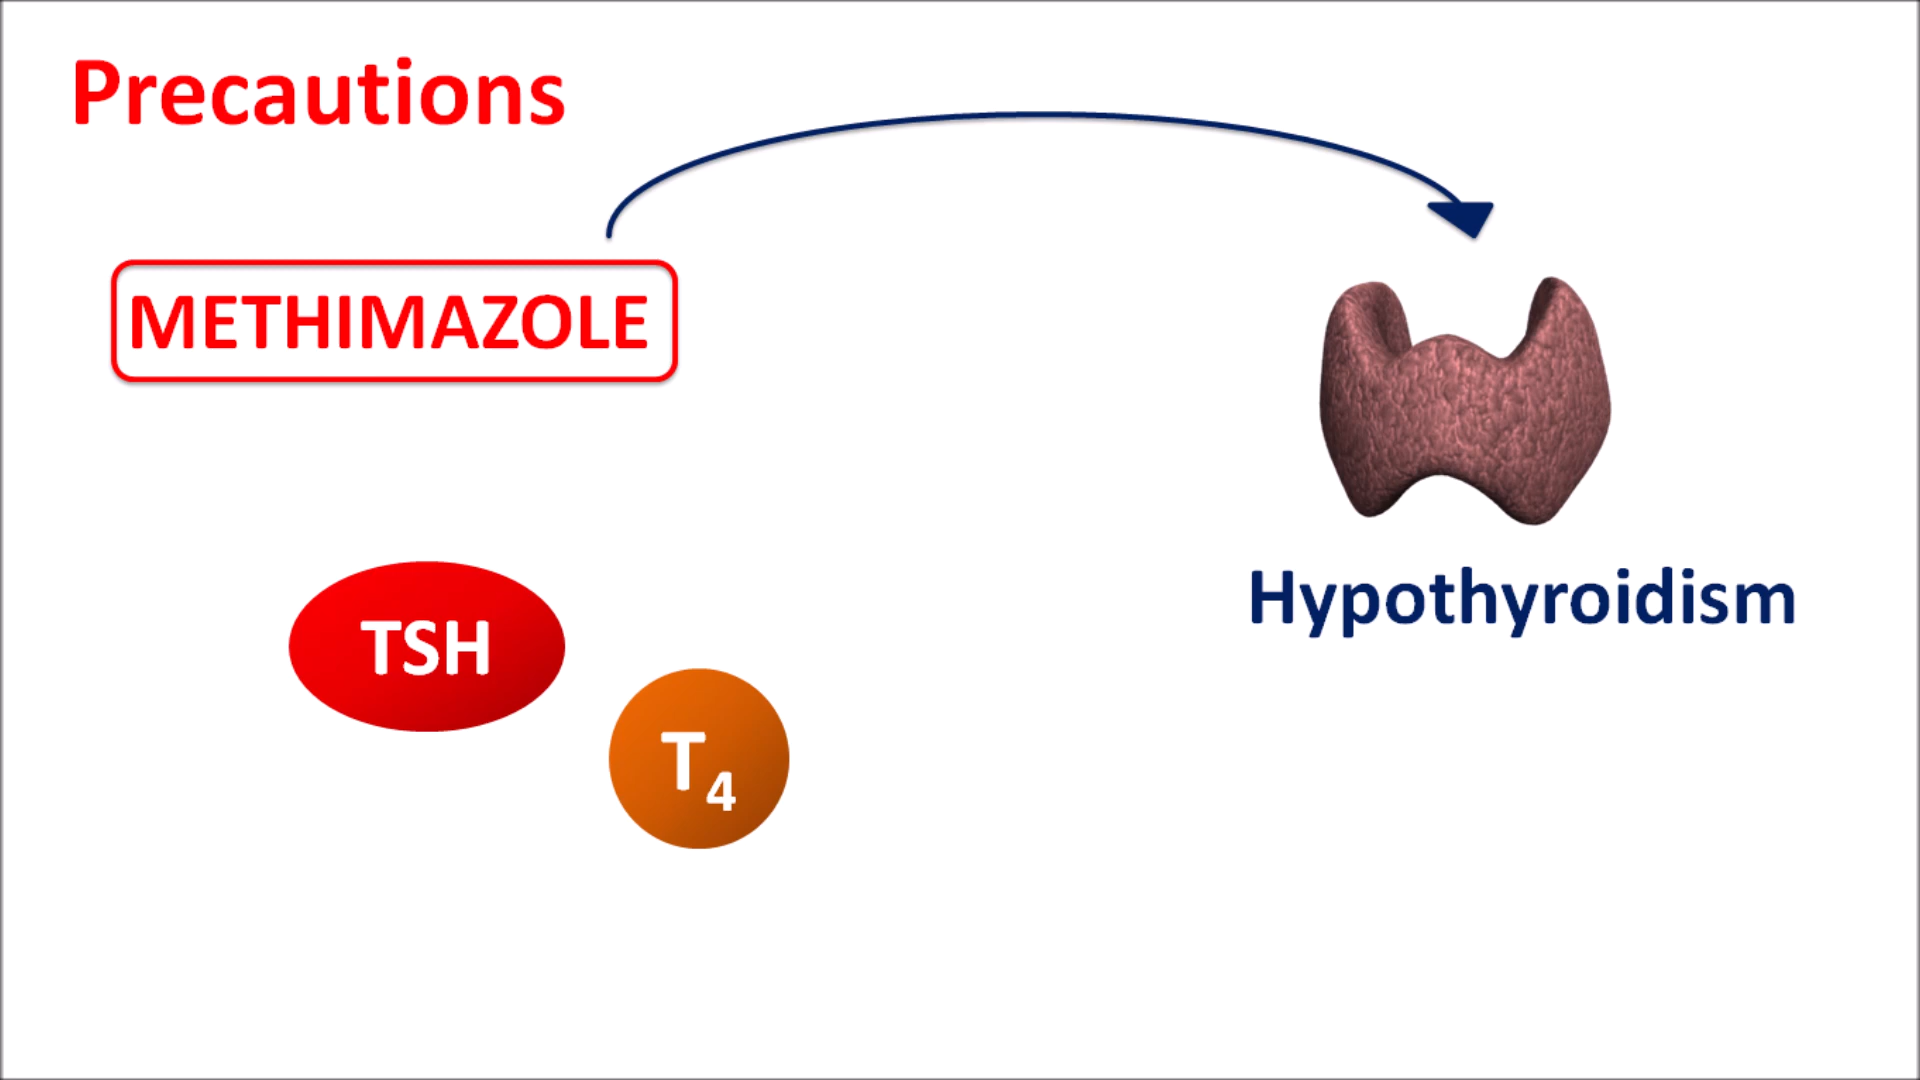 Precautions
METHIMAZOLE
Hypothyroidism
TSH
T₄